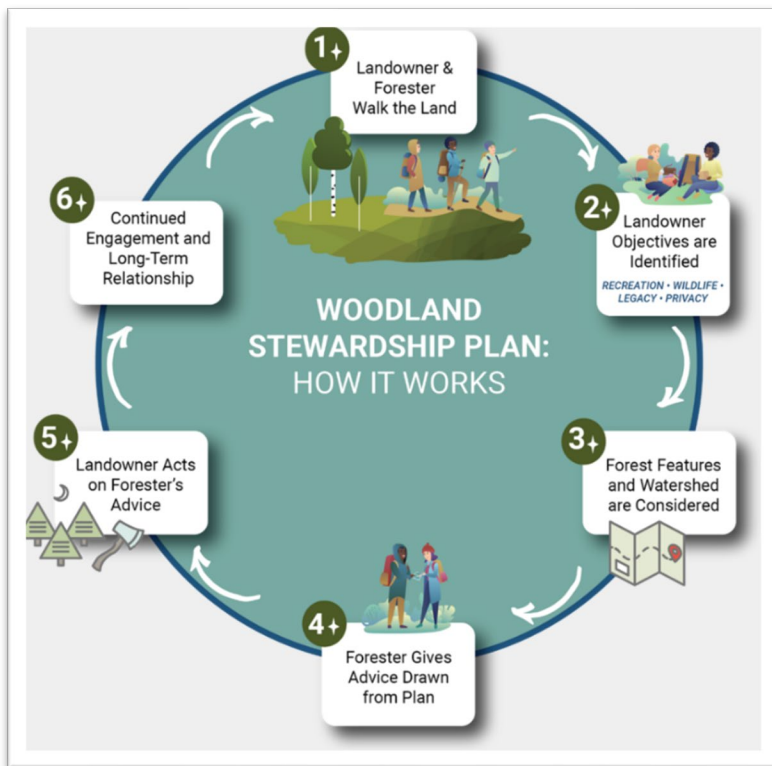 1+
Landowner &
Forester
Walk the Land
2+
Landowner
Objectives are
Identified
RECREATION • WILDLIFE •
LEGACY • PRIVACY
WOODLAND
STEWARDSHIP PLAN:
HOW IT WORKS
3+
Forest Features
and Watershed
are Considered
4+
Forester Gives
Advice Drawn
from Plan
5+
Landowner Acts
on Forester's
Advice
6+
Continued
Engagement and
Long-Term
Relationship